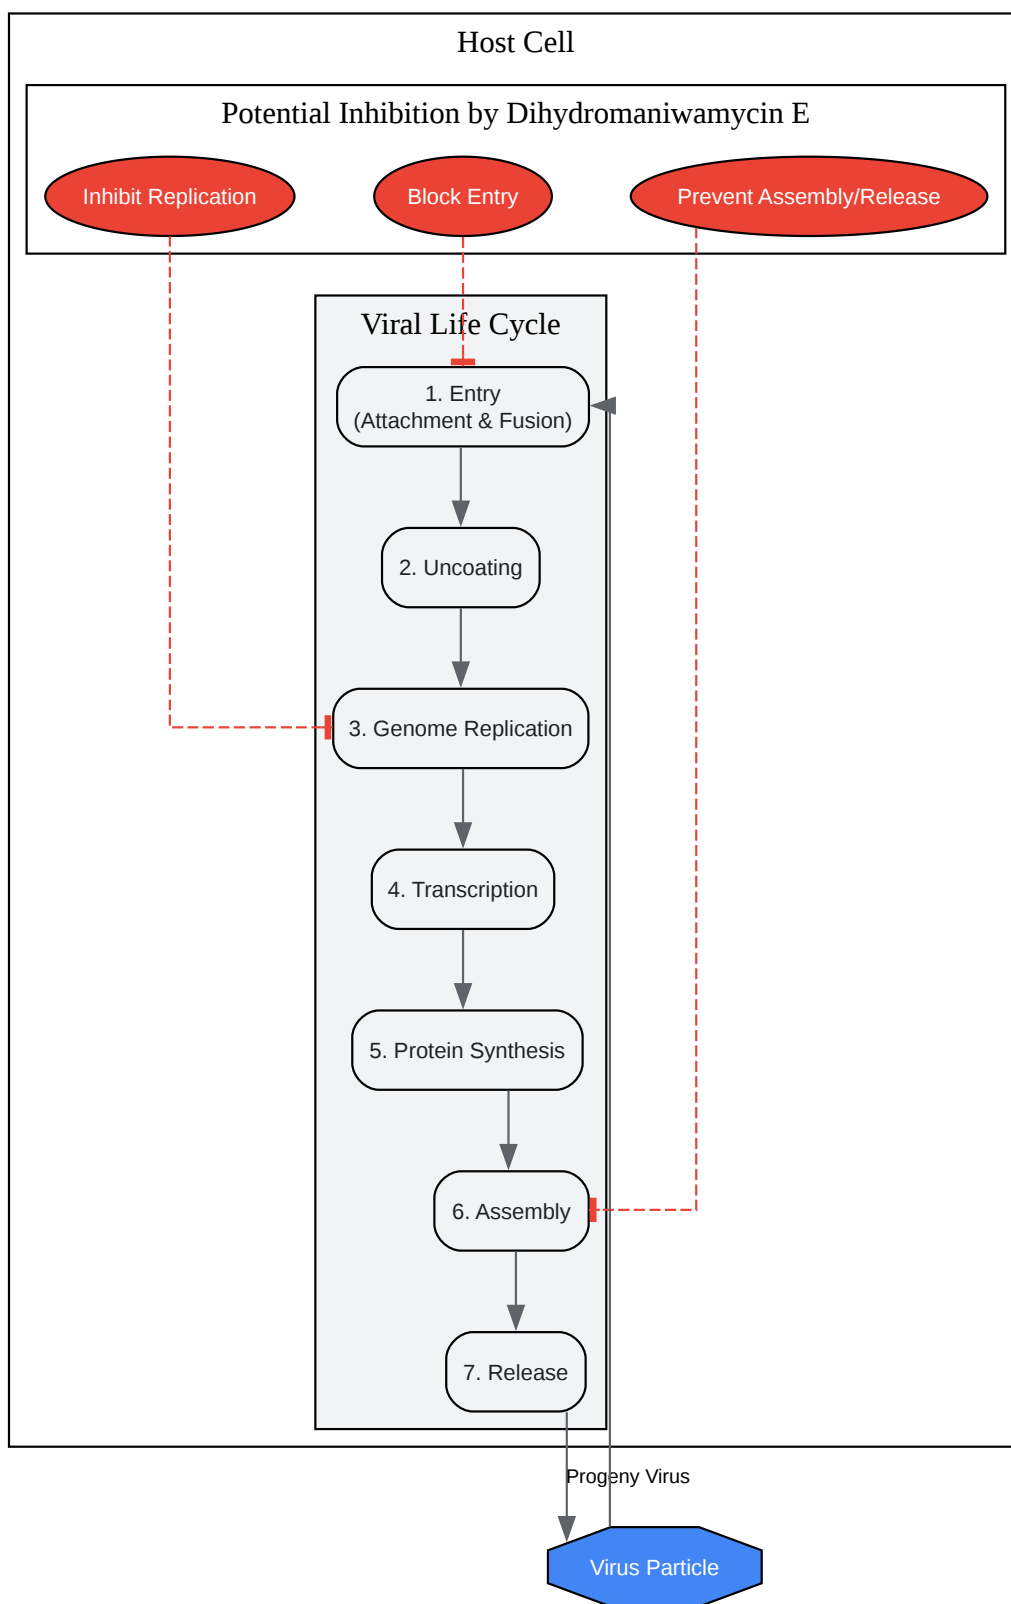 Host Cell
Potential Inhibition by Dihydromaniwamycin E
Inhibit Replication
Block Entry
Prevent Assembly/Release
Viral Life Cycle
1. Entry
(Attachment & Fusion)
2. Uncoating
3. Genome Replication
4. Transcription
5. Protein Synthesis
6. Assembly
7. Release
Progeny Virus
Virus Particle